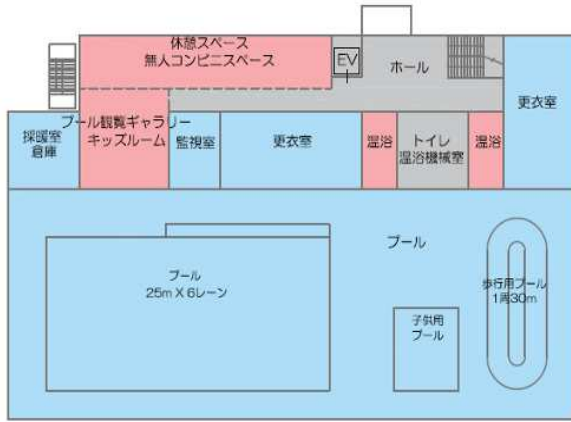 休憩スペース
無人コンビニスペース
EV
ホール
更衣室
採暖室
倉庫
プール観覧ギャラリー
キッズルーム
監視室
更衣室
温浴
トイレ
温浴機械室
温浴
プール
プール
25m X 6レーン
歩行用プール
1周30m
子供用
プール